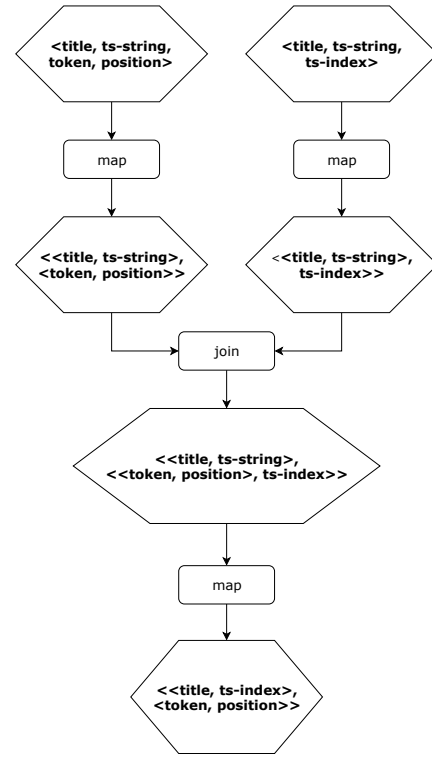 <title, ts-string,
token, position>
<title, ts-string,
ts-index>
map
map
<<title, ts-string>,
<token, position>>
<<title, ts-string>,
ts-index>>
join
<<title, ts-string>,
<<token, position>, ts-index>>
map
<<title, ts-index>,
<token, position>>